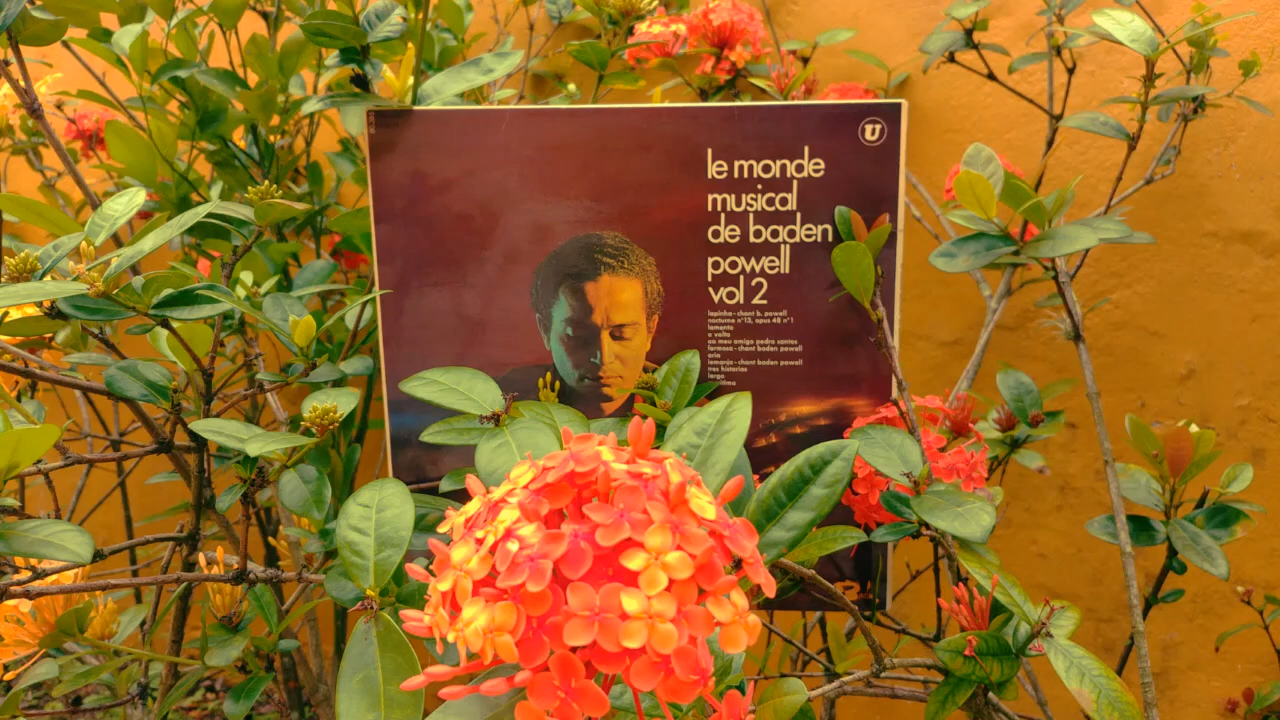 U
le monde
musical
de baden
powell
vol 2
lapinha-chant b. powell
nocturne n°13, opus 48 n°1
lamento
a volta
ao meu amigo pedro santos
formosa-chant baden powell
aria
iemanja-chant baden powell
tres historias
largo